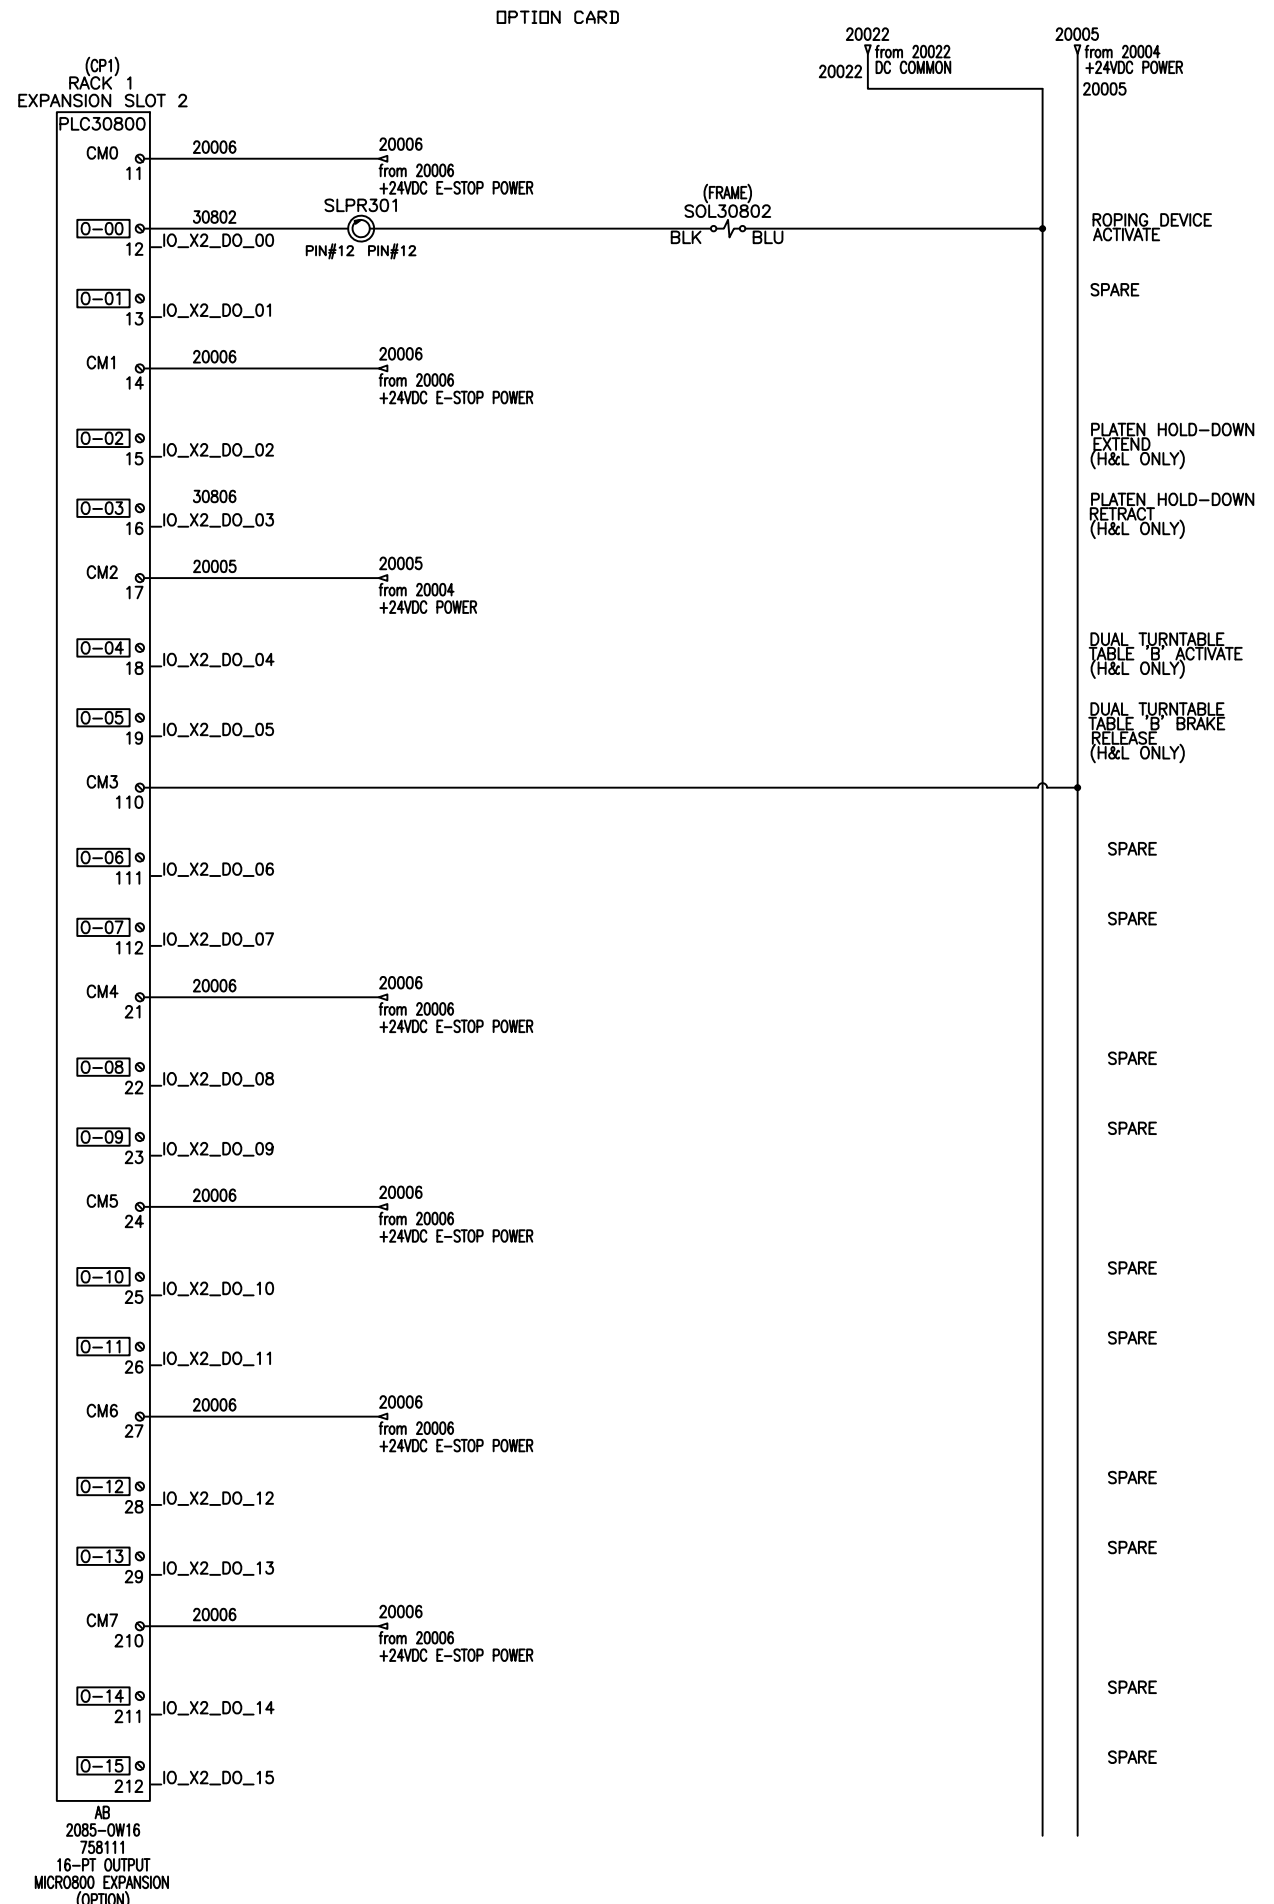 OPTION CARD
20022
from 20022
DC COMMON
20022
20005
from 20004
+24VDC POWER
20005
(CP1)
RACK 1
EXPANSION SLOT 2
PLC30800
CM0
11
20006
20006
from 20006
+24VDC E-STOP POWER
O-00
12
30802
IO_X2_DO_00
SLPR301
PIN#12 PIN#12
(FRAME)
SOL30802
BLK BLU
ROPING DEVICE
ACTIVATE
O-01
13
IO_X2_DO_01
SPARE
CM1
14
20006
20006
from 20006
+24VDC E-STOP POWER
O-02
15
IO_X2_DO_02
PLATEN HOLD-DOWN
EXTEND
(H&L ONLY)
O-03
16
30806
IO_X2_DO_03
PLATEN HOLD-DOWN
RETRACT
(H&L ONLY)
CM2
17
20005
20005
from 20004
+24VDC POWER
O-04
18
IO_X2_DO_04
DUAL TURNTABLE
TABLE 'B' ACTIVATE
(H&L ONLY)
O-05
19
IO_X2_DO_05
DUAL TURNTABLE
TABLE 'B' BRAKE
RELEASE
(H&L ONLY)
CM3
110
O-06
111
IO_X2_DO_06
SPARE
O-07
112
IO_X2_DO_07
SPARE
CM4
21
20006
20006
from 20006
+24VDC E-STOP POWER
O-08
22
IO_X2_DO_08
SPARE
O-09
23
IO_X2_DO_09
SPARE
CM5
24
20006
20006
from 20006
+24VDC E-STOP POWER
O-10
25
IO_X2_DO_10
SPARE
O-11
26
IO_X2_DO_11
SPARE
CM6
27
20006
20006
from 20006
+24VDC E-STOP POWER
O-12
28
IO_X2_DO_12
SPARE
O-13
29
IO_X2_DO_13
SPARE
CM7
210
20006
20006
from 20006
+24VDC E-STOP POWER
O-14
211
IO_X2_DO_14
SPARE
O-15
212
IO_X2_DO_15
SPARE
AB
2085-OW16
758111
16-PT OUTPUT
MICRO800 EXPANSION
(OPTION)